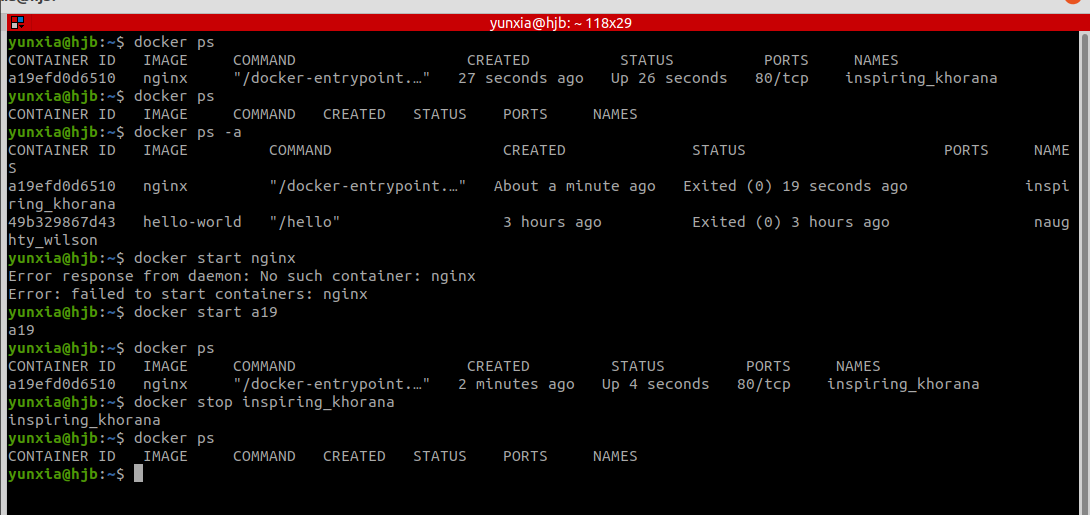 yunxia@hjb: ~ 118x29
yunxia@hjb:~$ docker ps
CONTAINER ID   IMAGE     COMMAND                   CREATED          STATUS          PORTS     NAMES
a19efd0d6510   nginx     "/docker-entrypoint.…"   27 seconds ago   Up 26 seconds   80/tcp    inspiring_khorana
yunxia@hjb:~$ docker ps
CONTAINER ID   IMAGE     COMMAND   CREATED   STATUS    PORTS     NAMES
yunxia@hjb:~$ docker ps -a
CONTAINER ID   IMAGE         COMMAND                   CREATED              STATUS                      PORTS     NAME
S
a19efd0d6510   nginx         "/docker-entrypoint.…"   About a minute ago   Exited (0) 19 seconds ago             inspi
ring_khorana
49b329867d43   hello-world   "/hello"                  3 hours ago          Exited (0) 3 hours ago                naug
hty_wilson
yunxia@hjb:~$ docker start nginx
Error response from daemon: No such container: nginx
Error: failed to start containers: nginx
yunxia@hjb:~$ docker start a19
a19
yunxia@hjb:~$ docker ps
CONTAINER ID   IMAGE     COMMAND                   CREATED         STATUS         PORTS     NAMES
a19efd0d6510   nginx     "/docker-entrypoint.…"   2 minutes ago   Up 4 seconds   80/tcp    inspiring_khorana
yunxia@hjb:~$ docker stop inspiring_khorana
inspiring_khorana
yunxia@hjb:~$ docker ps
CONTAINER ID   IMAGE     COMMAND   CREATED   STATUS    PORTS     NAMES
yunxia@hjb:~$